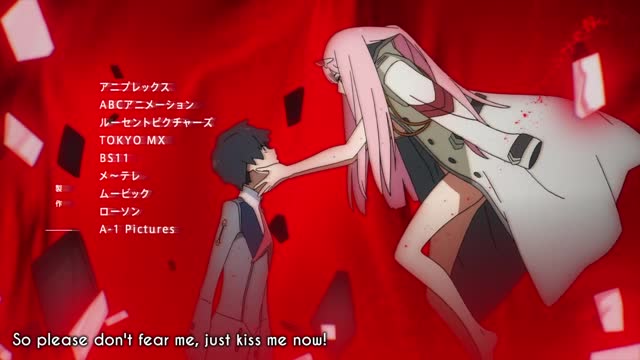 アニプレックス
ABCアニメーション
ルーセントピクチャーズ
TOKYO MX
BS11
メ～テレ
ムービック
ローソン
A-1 Pictures
製作
So please don't fear me, just kiss me now!